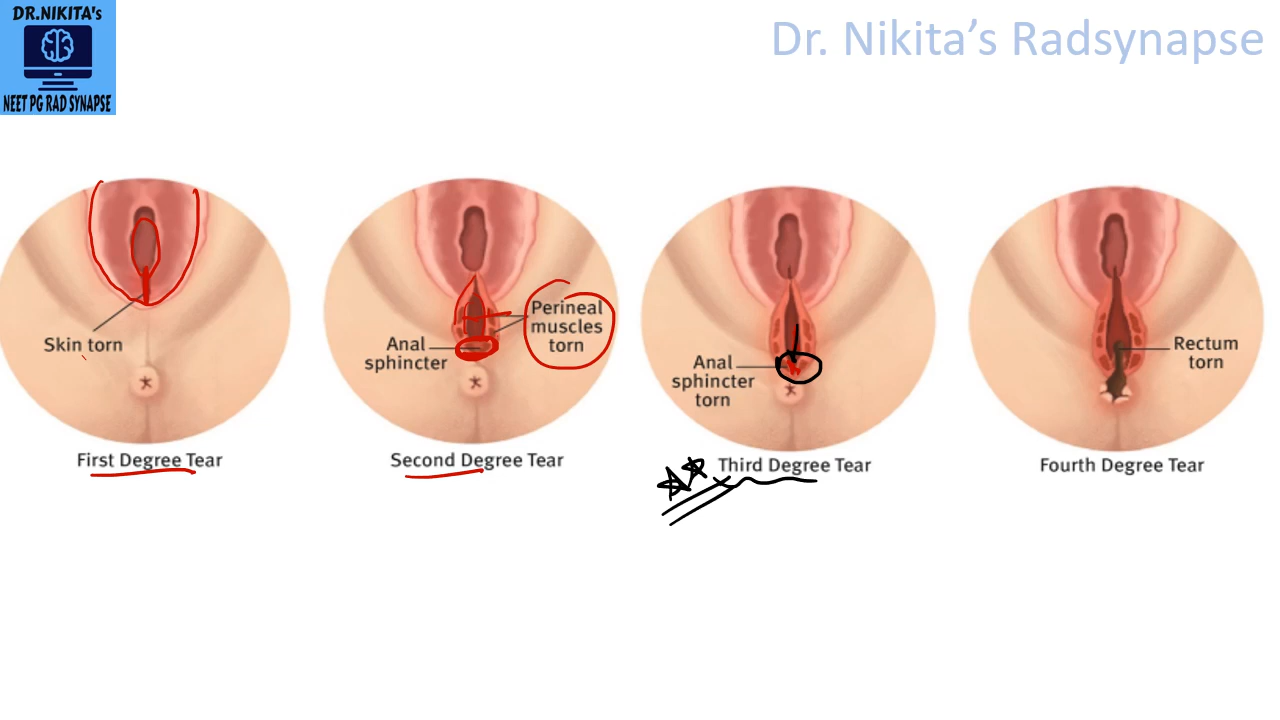 DR.NIKITA's
NEET PG RAD SYNAPSE
Dr. Nikita’s Radsynapse
Skin torn
First Degree Tear
Anal
sphincter
Perineal
muscles
torn
Second Degree Tear
Anal
sphincter
torn
Third Degree Tear
Rectum
torn
Fourth Degree Tear